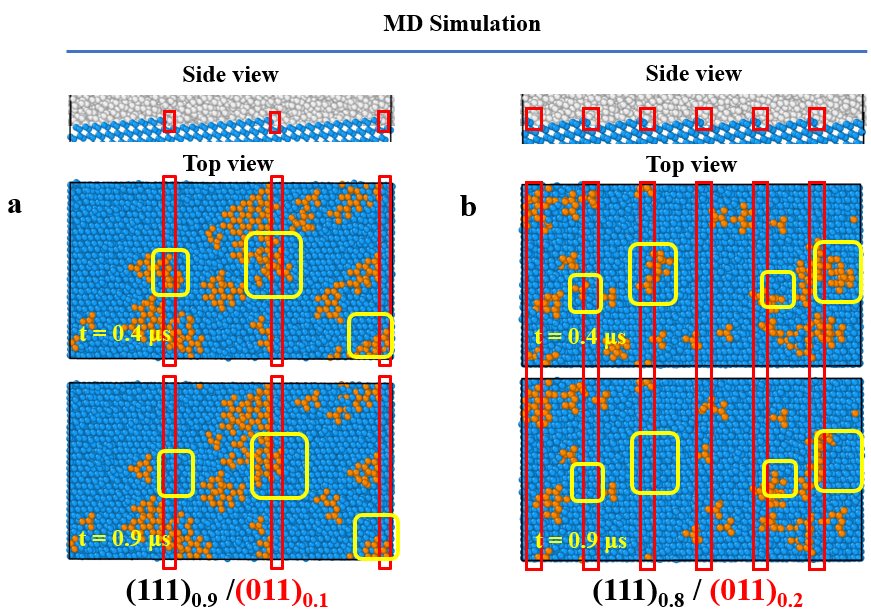 MD Simulation
Side view
Side view
Top view
Top view
a
b
t = 0.4 μs
t = 0.4 μs
t = 0.9 μs
t = 0.9 μs
(111)0.9 /(011)0.1
(111)0.8 / (011)0.2